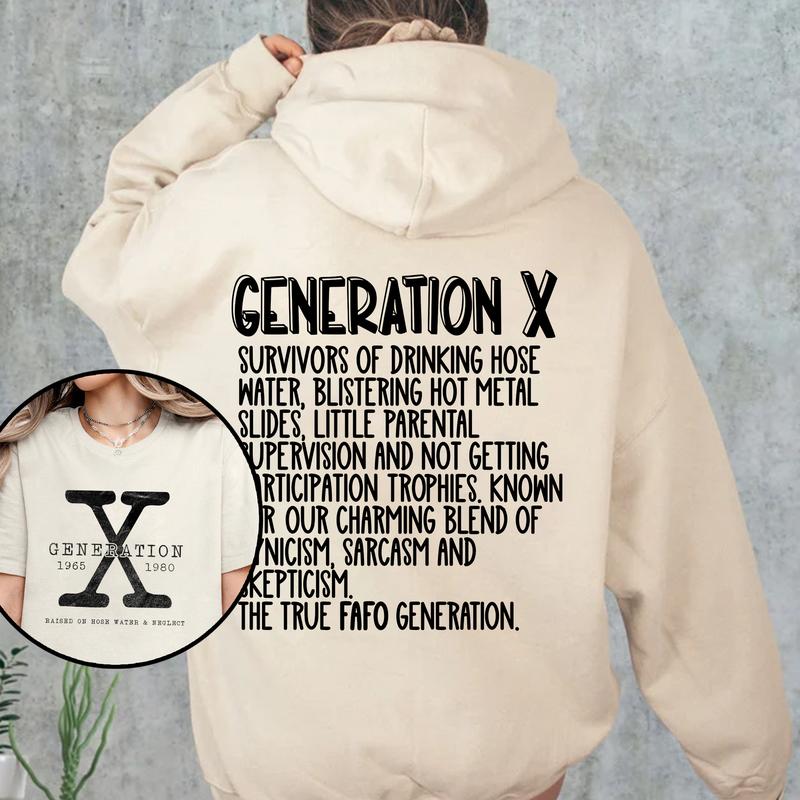 GENERATION X
SURVIVORS OF DRINKING HOSE
WATER, BLISTERING HOT METAL
SLIDES, LITTLE PARENTAL
SUPERVISION AND NOT GETTING
PARTICIPATION TROPHIES. KNOWN
FOR OUR CHARMING BLEND OF
CYNICISM, SARCASM AND
SKEPTICISM.
THE TRUE FAFO GENERATION.
X
GENERATION
1965 1980
RAISED ON HOSE WATER & NEGLECT